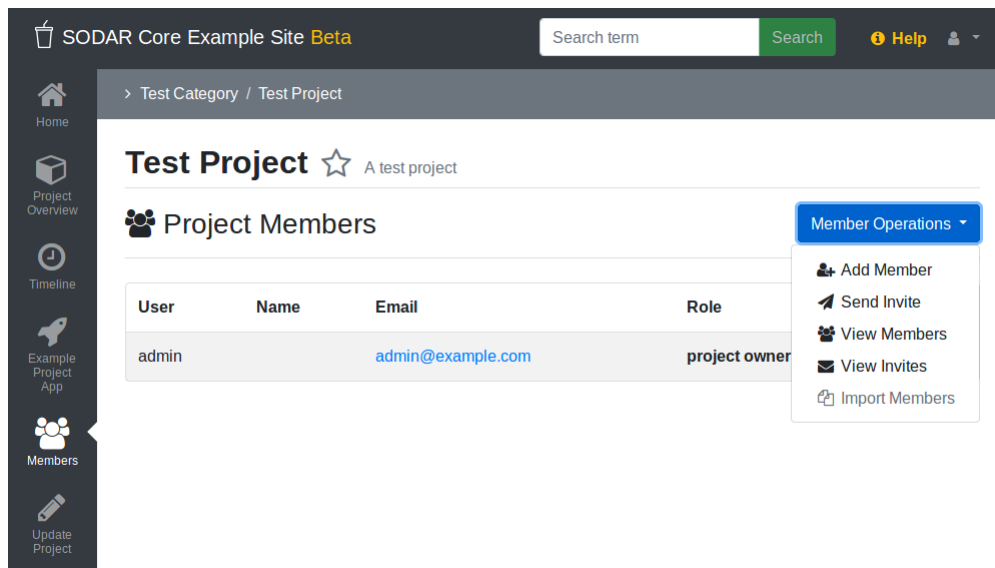 SODAR Core Example Site Beta
Search term
Search
Help
Home
Project
Overview
Timeline
Example
Project
App
Members
Update
Project
> Test Category / Test Project
Test Project A test project
Project Members
Member Operations
Add Member
Send Invite
View Members
View Invites
Import Members
User Name Email Role
admin admin@example.com project owner